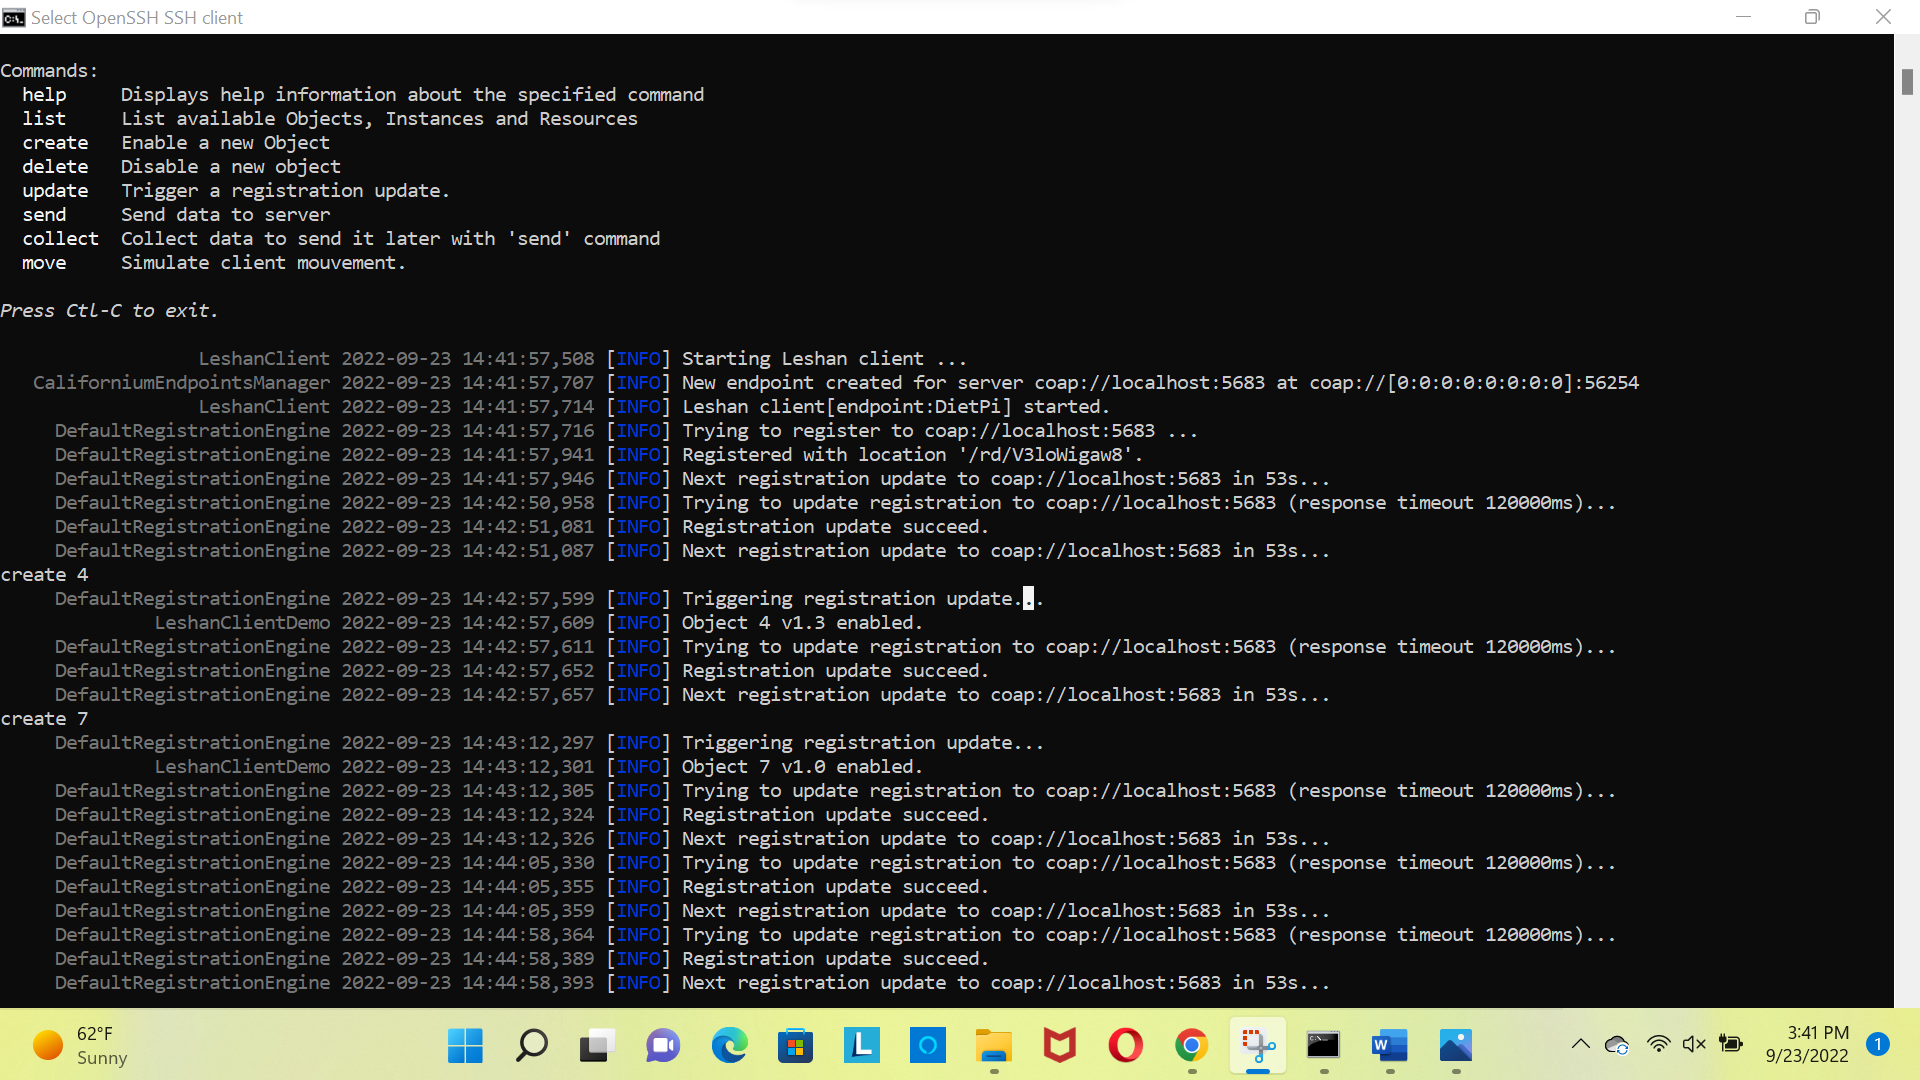 Select OpenSSH SSH client
Commands:
help Displays help information about the specified command
list List available Objects, Instances and Resources
create Enable a new Object
delete Disable a new object
update Trigger a registration update.
send Send data to server
collect Collect data to send it later with 'send' command
move Simulate client mouvement.
Press Ctl-C to exit.
LeshanClient 2022-09-23 14:41:57,508 [INFO] Starting Leshan client ...
CaliforniumEndpointsManager 2022-09-23 14:41:57,707 [INFO] New endpoint created for server coap://localhost:5683 at coap://[0:0:0:0:0:0:0:0]:56254
LeshanClient 2022-09-23 14:41:57,714 [INFO] Leshan client[endpoint:DietPi] started.
DefaultRegistrationEngine 2022-09-23 14:41:57,716 [INFO] Trying to register to coap://localhost:5683 ...
DefaultRegistrationEngine 2022-09-23 14:41:57,941 [INFO] Registered with location '/rd/V3loWigaw8'.
DefaultRegistrationEngine 2022-09-23 14:41:57,946 [INFO] Next registration update to coap://localhost:5683 in 53s...
DefaultRegistrationEngine 2022-09-23 14:42:50,958 [INFO] Trying to update registration to coap://localhost:5683 (response timeout 120000ms)...
DefaultRegistrationEngine 2022-09-23 14:42:51,081 [INFO] Registration update succeed.
DefaultRegistrationEngine 2022-09-23 14:42:51,087 [INFO] Next registration update to coap://localhost:5683 in 53s...
create 4
DefaultRegistrationEngine 2022-09-23 14:42:57,599 [INFO] Triggering registration update...
LeshanClientDemo 2022-09-23 14:42:57,609 [INFO] Object 4 v1.3 enabled.
DefaultRegistrationEngine 2022-09-23 14:42:57,611 [INFO] Trying to update registration to coap://localhost:5683 (response timeout 120000ms)...
DefaultRegistrationEngine 2022-09-23 14:42:57,652 [INFO] Registration update succeed.
DefaultRegistrationEngine 2022-09-23 14:42:57,657 [INFO] Next registration update to coap://localhost:5683 in 53s...
create 7
DefaultRegistrationEngine 2022-09-23 14:43:12,297 [INFO] Triggering registration update...
LeshanClientDemo 2022-09-23 14:43:12,301 [INFO] Object 7 v1.0 enabled.
DefaultRegistrationEngine 2022-09-23 14:43:12,305 [INFO] Trying to update registration to coap://localhost:5683 (response timeout 120000ms)...
DefaultRegistrationEngine 2022-09-23 14:43:12,324 [INFO] Registration update succeed.
DefaultRegistrationEngine 2022-09-23 14:43:12,326 [INFO] Next registration update to coap://localhost:5683 in 53s...
DefaultRegistrationEngine 2022-09-23 14:44:05,330 [INFO] Trying to update registration to coap://localhost:5683 (response timeout 120000ms)...
DefaultRegistrationEngine 2022-09-23 14:44:05,355 [INFO] Registration update succeed.
DefaultRegistrationEngine 2022-09-23 14:44:05,359 [INFO] Next registration update to coap://localhost:5683 in 53s...
DefaultRegistrationEngine 2022-09-23 14:44:58,364 [INFO] Trying to update registration to coap://localhost:5683 (response timeout 120000ms)...
DefaultRegistrationEngine 2022-09-23 14:44:58,389 [INFO] Registration update succeed.
DefaultRegistrationEngine 2022-09-23 14:44:58,393 [INFO] Next registration update to coap://localhost:5683 in 53s...
62°F
Sunny
3:41 PM
9/23/2022
1